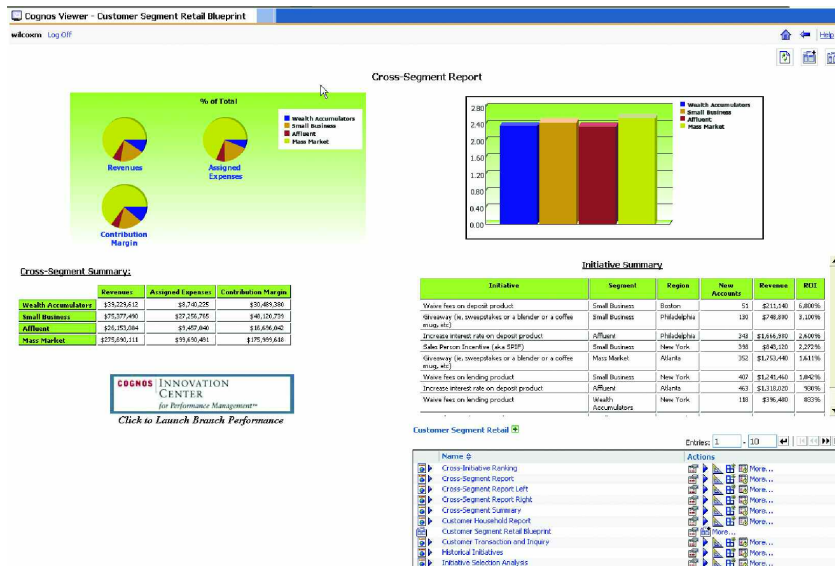 Cognos Viewer - Customer Segment Retail Blueprint
wilcoxm Log Off
Help
Cross-Segment Report
% of Total
Wealth Accumulators
Small Business
Affluent
Mass Market
Revenues
Assigned
Expenses
Contribution
Margin
2.80
2.40
2.00
1.60
1.20
0.80
0.40
0.00
Wealth Accumulators
Small Business
Affluent
Mass Market
Cross-Segment Summary:
Revenues Assigned Expenses Contribution Margin
Wealth Accumulators $39,229,612 $8,740,225 $30,489,380
Small Business $75,377,490 $27,256,765 $48,120,739
Affluent $26,153,084 $9,457,040 $16,696,042
Mass Market $275,690,111 $99,690,491 $175,999,618
COGNOS INNOVATION
CENTER
for Performance Management™
Click to Launch Branch Performance
Initiative Summary
Initiative Segment Region New Accounts Revenue ROI
Waive fees on deposit product Small Business Boston 51 $211,140 6,800%
Giveaway (ie, sweepstakes or a blender or a coffee Small Business Philadelphia 130 $748,800 3,100%
mug, etc)
Increase interest rate on deposit product Affluent Philadelphia 343 $1,666,980 2,600%
Sales Person Incentive (aka SPIF) Small Business New York 398 $848,120 2,272%
Giveaway (ie, sweepstakes or a blender or a coffee Mass Market Atlanta 352 $1,753,440 1,611%
mug, etc)
Waive fees on lending product Small Business New York 407 $1,241,460 1,042%
Increase interest rate on deposit product Affluent Atlanta 463 $1,318,020 980%
Waive fees on lending product Wealth New York 118 $396,480 833%
Accumulators
Customer Segment Retail
Entries: 1 - 10
Name Actions
Cross-Initiative Ranking More...
Cross-Segment Report More...
Cross-Segment Report Left More...
Cross-Segment Report Right More...
Cross-Segment Summary More...
Customer Household Report More...
Customer Segment Retail Blueprint More...
Customer Transaction and Inquiry More...
Historical Initiatives More...
Initiative Selection Analysis More...